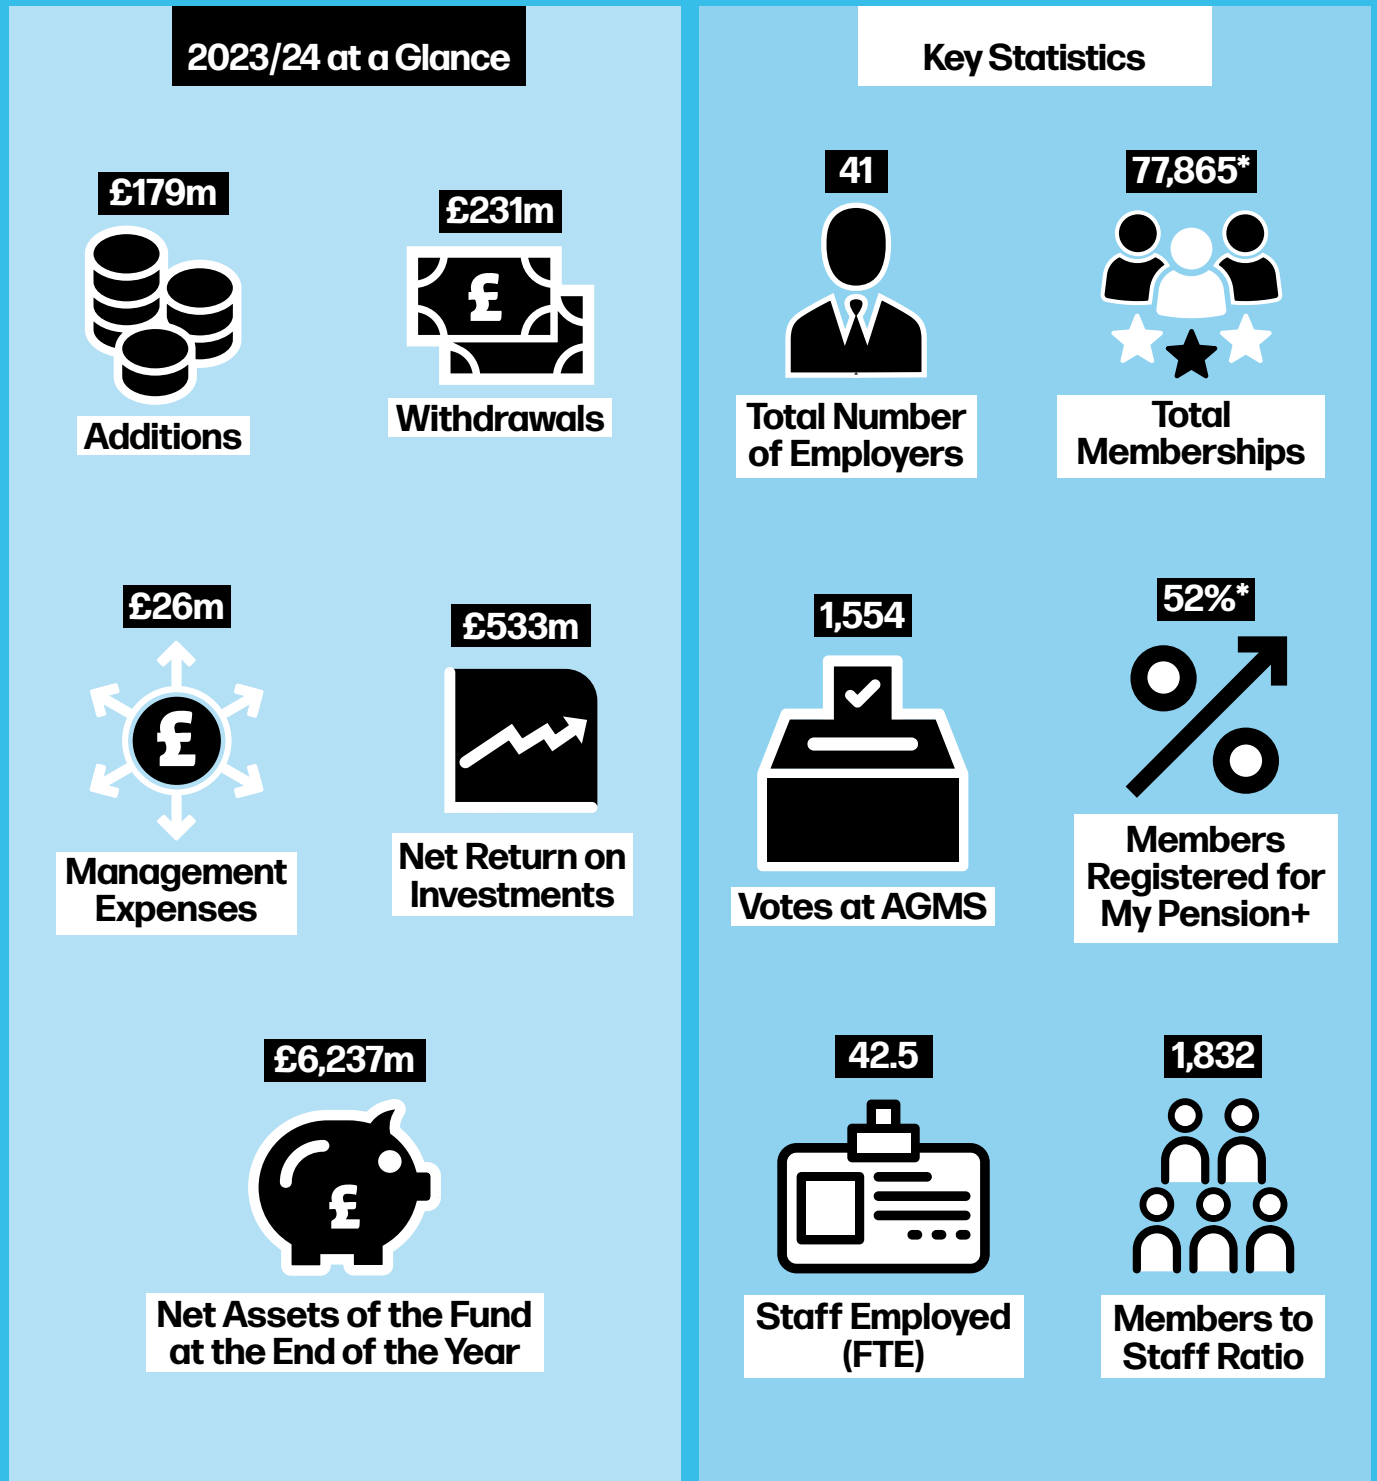 2023/24 at a Glance
£179m
Additions
£231m
£
Withdrawals
£26m
£
Management
Expenses
£533m
Net Return on
Investments
£6,237m
£
Net Assets of the Fund
at the End of the Year
Key Statistics
41
Total Number
of Employers
77,865*
Total
Memberships
1,554
Votes at AGMS
52%*
Members
Registered for
My Pension+
42.5
Staff Employed
(FTE)
1,832
Members to
Staff Ratio